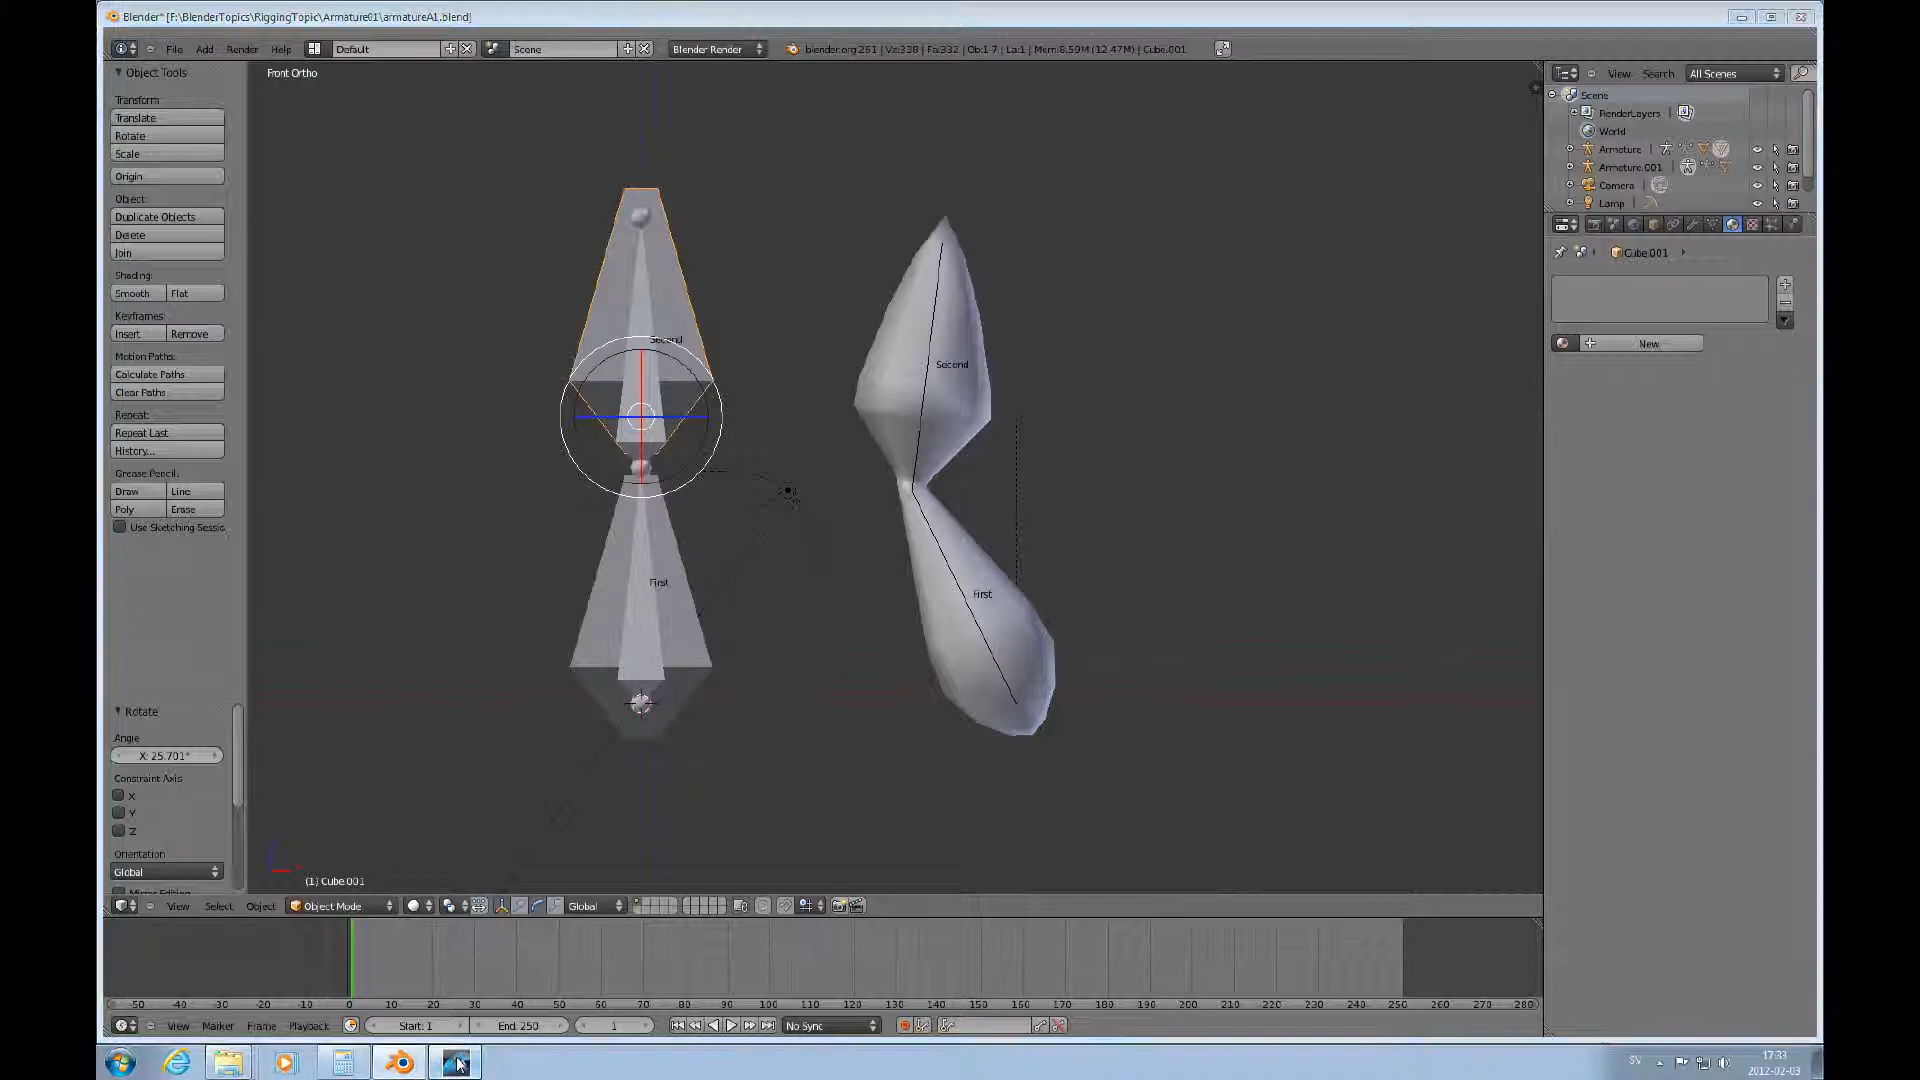 Blender* [F:\BlenderTopics\RiggingTopic\Armature01\armatureA1.blend]
File Add Render Help Default Scene Blender Render blender.org 261 | Ve:338 | Fa:332 | Ob:1-7 | La:1 | Mem:8.59M (12.47M) | Cube.001
Object Tools
Transform
Translate
Rotate
Scale
Origin
Object:
Duplicate Objects
Delete
Join
Shading:
Smooth Flat
Keyframes:
Insert Remove
Motion Paths:
Calculate Paths
Clear Paths
Repeat:
Repeat Last
History...
Grease Pencil:
Draw Line
Poly Erase
Use Sketching Sessic
Rotate
Angle
X: 25.701°
Constraint Axis
X
Y
Z
Orientation
Global
Mirror Editing
Front Ortho
Second
First
Second
First
(1) Cube.001
View Search All Scenes
Scene
RenderLayers
World
Armature
Armature.001
Camera
Lamp
Cube.001
New
View Select Object Object Mode Global
-50 -40 -30 -20 -10 0 10 20 30 40 50 60 70 80 90 100 110 120 130 140 150 160 170 180 190 200 210 220 230 240 250 260 270 280
View Marker Frame Playback Start: 1 End: 250 1 No Sync
SV 17:33
2012-02-03